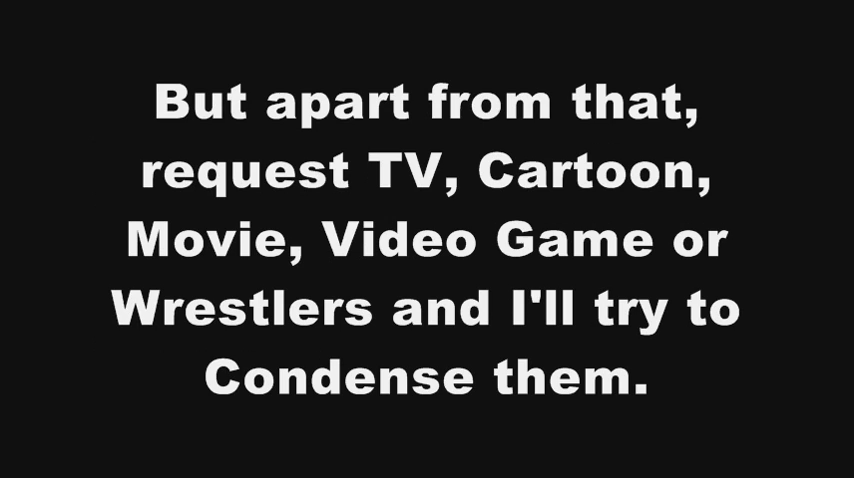 But apart from that,
request TV, Cartoon,
Movie, Video Game or
Wrestlers and I'll try to
Condense them.